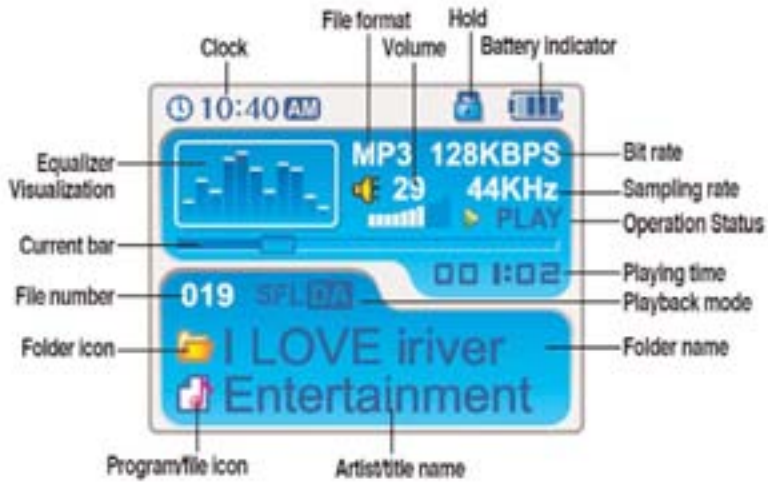 File format
Hold
Clock
Volume
Battery indicator
10:40 AM
MP3 128KBPS
Bit rate
Equalizer
Visualization
29 44KHz
Sampling rate
PLAY
Operation Status
Current bar
00 1:02
Playing time
File number
019 SFL DA
Playback mode
Folder icon
I LOVE iriver
Folder name
Entertainment
Program/file icon
Artist/title name